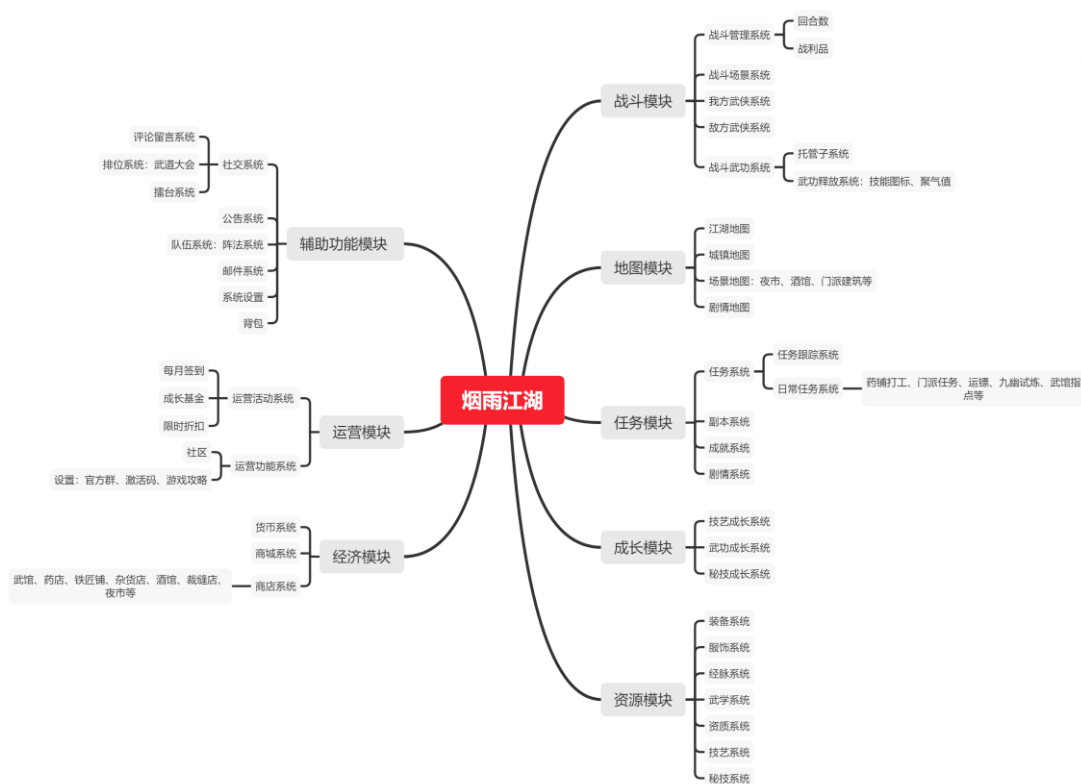 烟雨江湖
战斗模块
战斗管理系统
回合数
战利品
战斗场景系统
我方武侠系统
敌方武侠系统
战斗武功系统
托管子系统
武功释放系统：技能图标、聚气值
地图模块
江湖地图
城镇地图
场景地图：夜市、酒馆、门派建筑等
剧情地图
任务模块
任务系统
任务跟踪系统
日常任务系统
药铺打工、门派任务、运镖、九幽试炼、武馆指
点等
副本系统
成就系统
剧情系统
成长模块
技艺成长系统
武功成长系统
秘技成长系统
资源模块
装备系统
服饰系统
经脉系统
武学系统
资质系统
技艺系统
秘技系统
辅助功能模块
社交系统
评论留言系统
排位系统：武道大会
擂台系统
公告系统
队伍系统：阵法系统
邮件系统
系统设置
背包
运营模块
运营活动系统
每月签到
成长基金
限时折扣
运营功能系统
社区
设置：官方群、激活码、游戏攻略
经济模块
货币系统
商城系统
商店系统
武馆、药店、铁匠铺、杂货店、酒馆、裁缝店、
夜市等